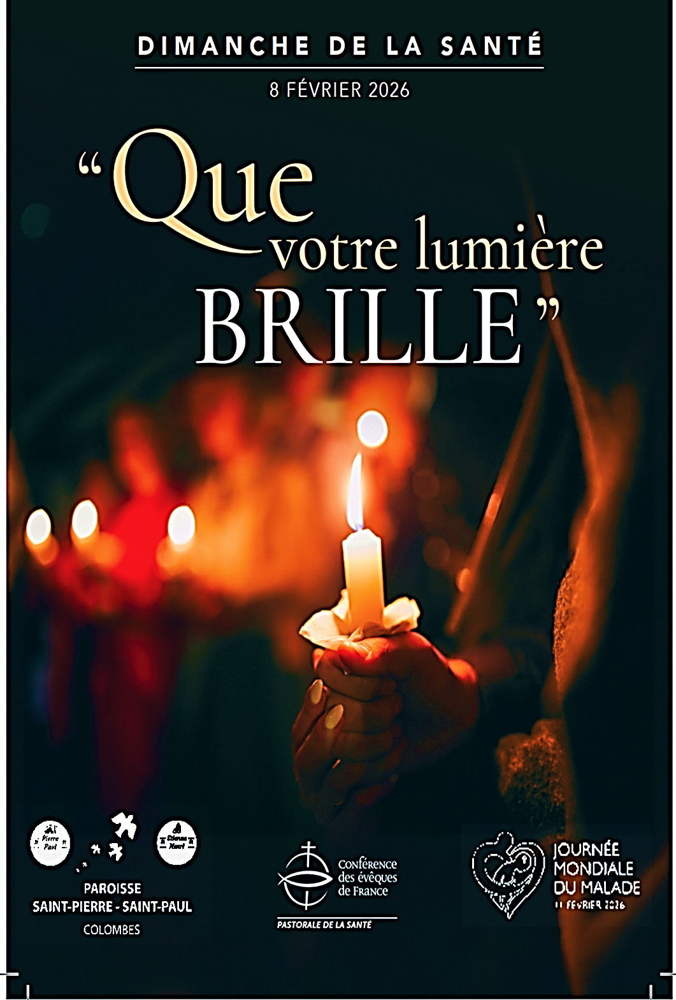 DIMANCHE DE LA SANTÉ
8 FÉVRIER 2026
“Que
votre lumière
BRILLE”
Pierre
Paul
PAROISSE
SAINT-PIERRE - SAINT-PAUL
COLOMBES
Conférence
des évêques
de France
PASTORALE DE LA SANTÉ
JOURNÉE
MONDIALE
DU MALADE
11 FÉVRIER 2026